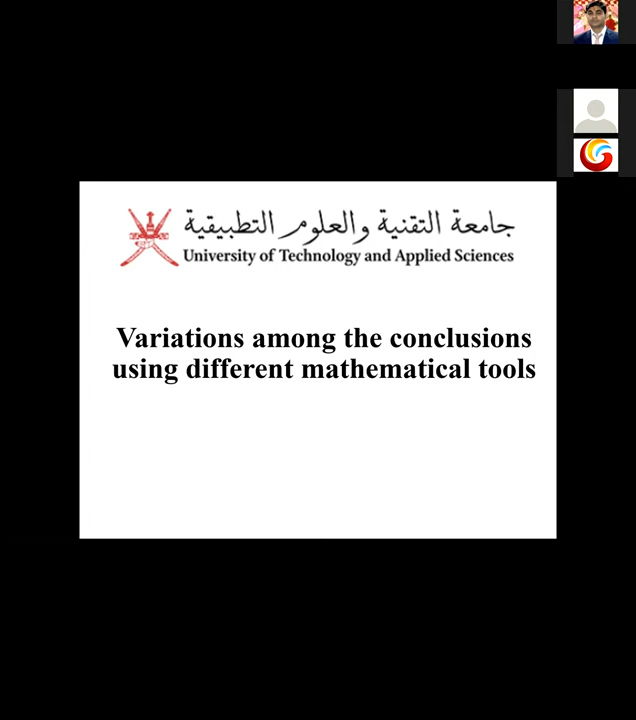 جامعة التقنية والعلوم التطبيقية
University of Technology and Applied Sciences
Variations among the conclusions
using different mathematical tools